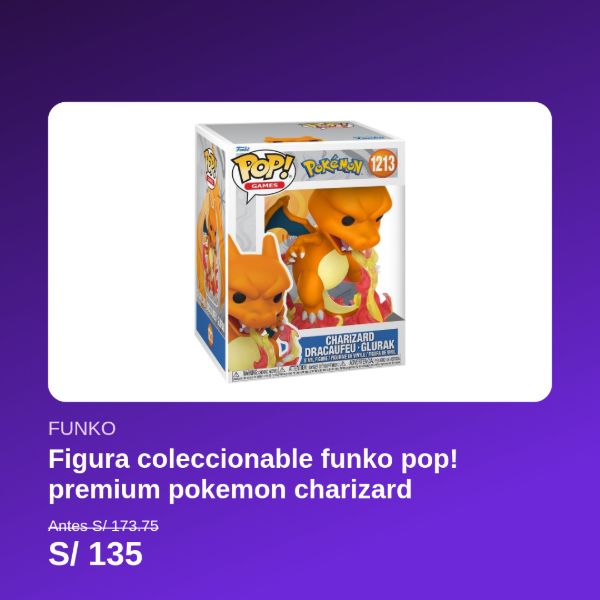 Funko
POP!
GAMES
POKéMON
1213
CHARIZARD
DRACAUFEU · GLURAK
FUNKO
Figura coleccionable funko pop!
premium pokemon charizard
Antes S/ 173.75
S/ 135